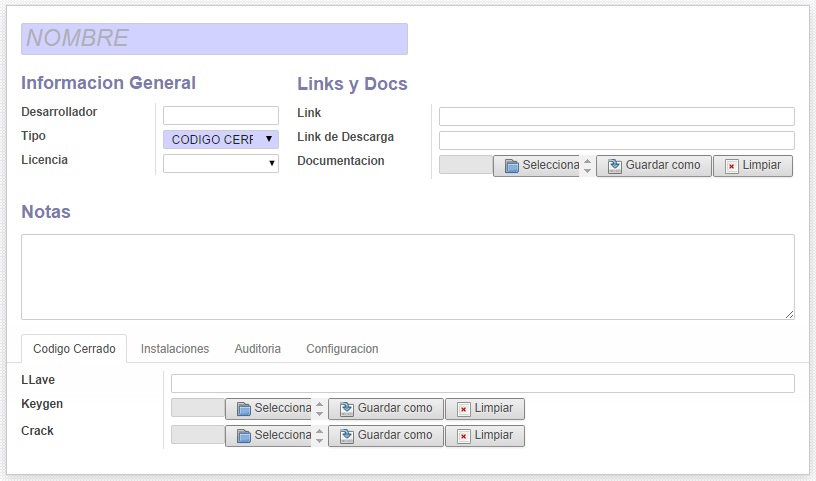 NOMBRE
Informacion General
Desarrollador
Tipo CODIGO CERF
Licencia
Links y Docs
Link
Link de Descarga
Documentacion Selecciona Guardar como Limpiar
Notas
Codigo Cerrado Instalaciones Auditoria Configuracion
LLave
Keygen Selecciona Guardar como Limpiar
Crack Selecciona Guardar como Limpiar